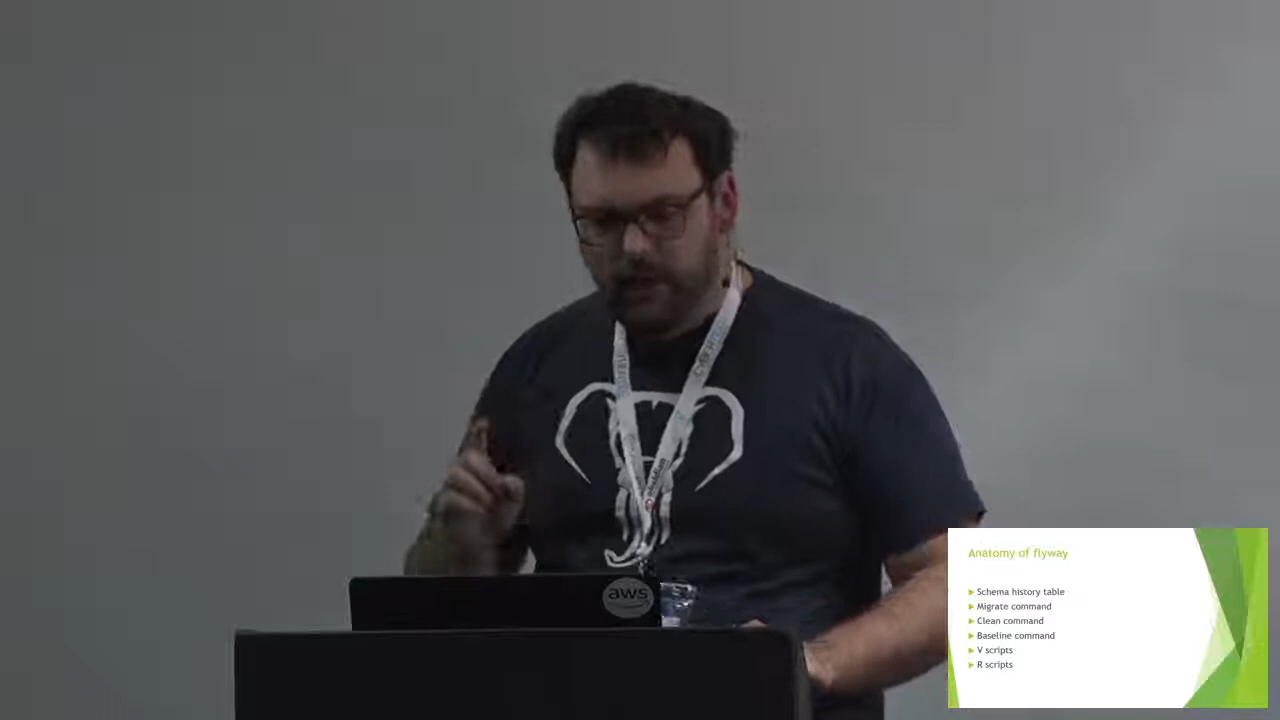 aws
Anatomy of flyway
Schema history table
Migrate command
Clean command
Baseline command
V scripts
R scripts